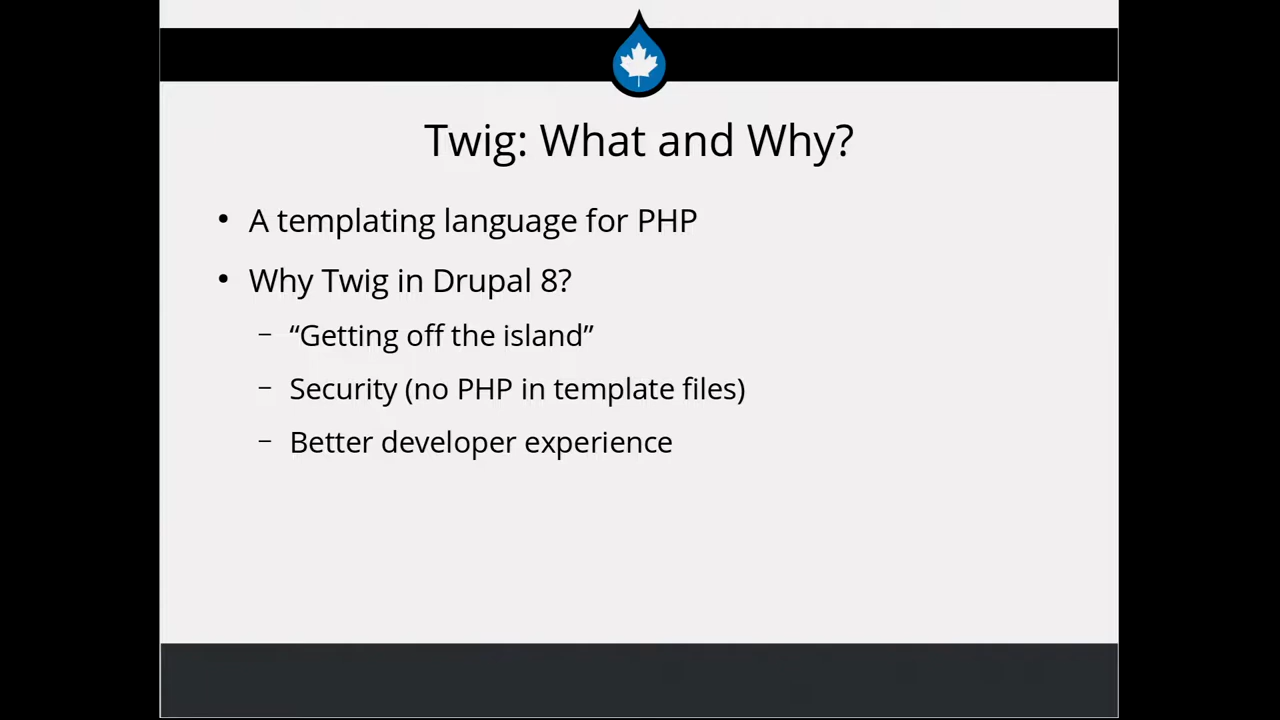 Twig: What and Why?
• A templating language for PHP
• Why Twig in Drupal 8?
– “Getting off the island”
– Security (no PHP in template files)
– Better developer experience